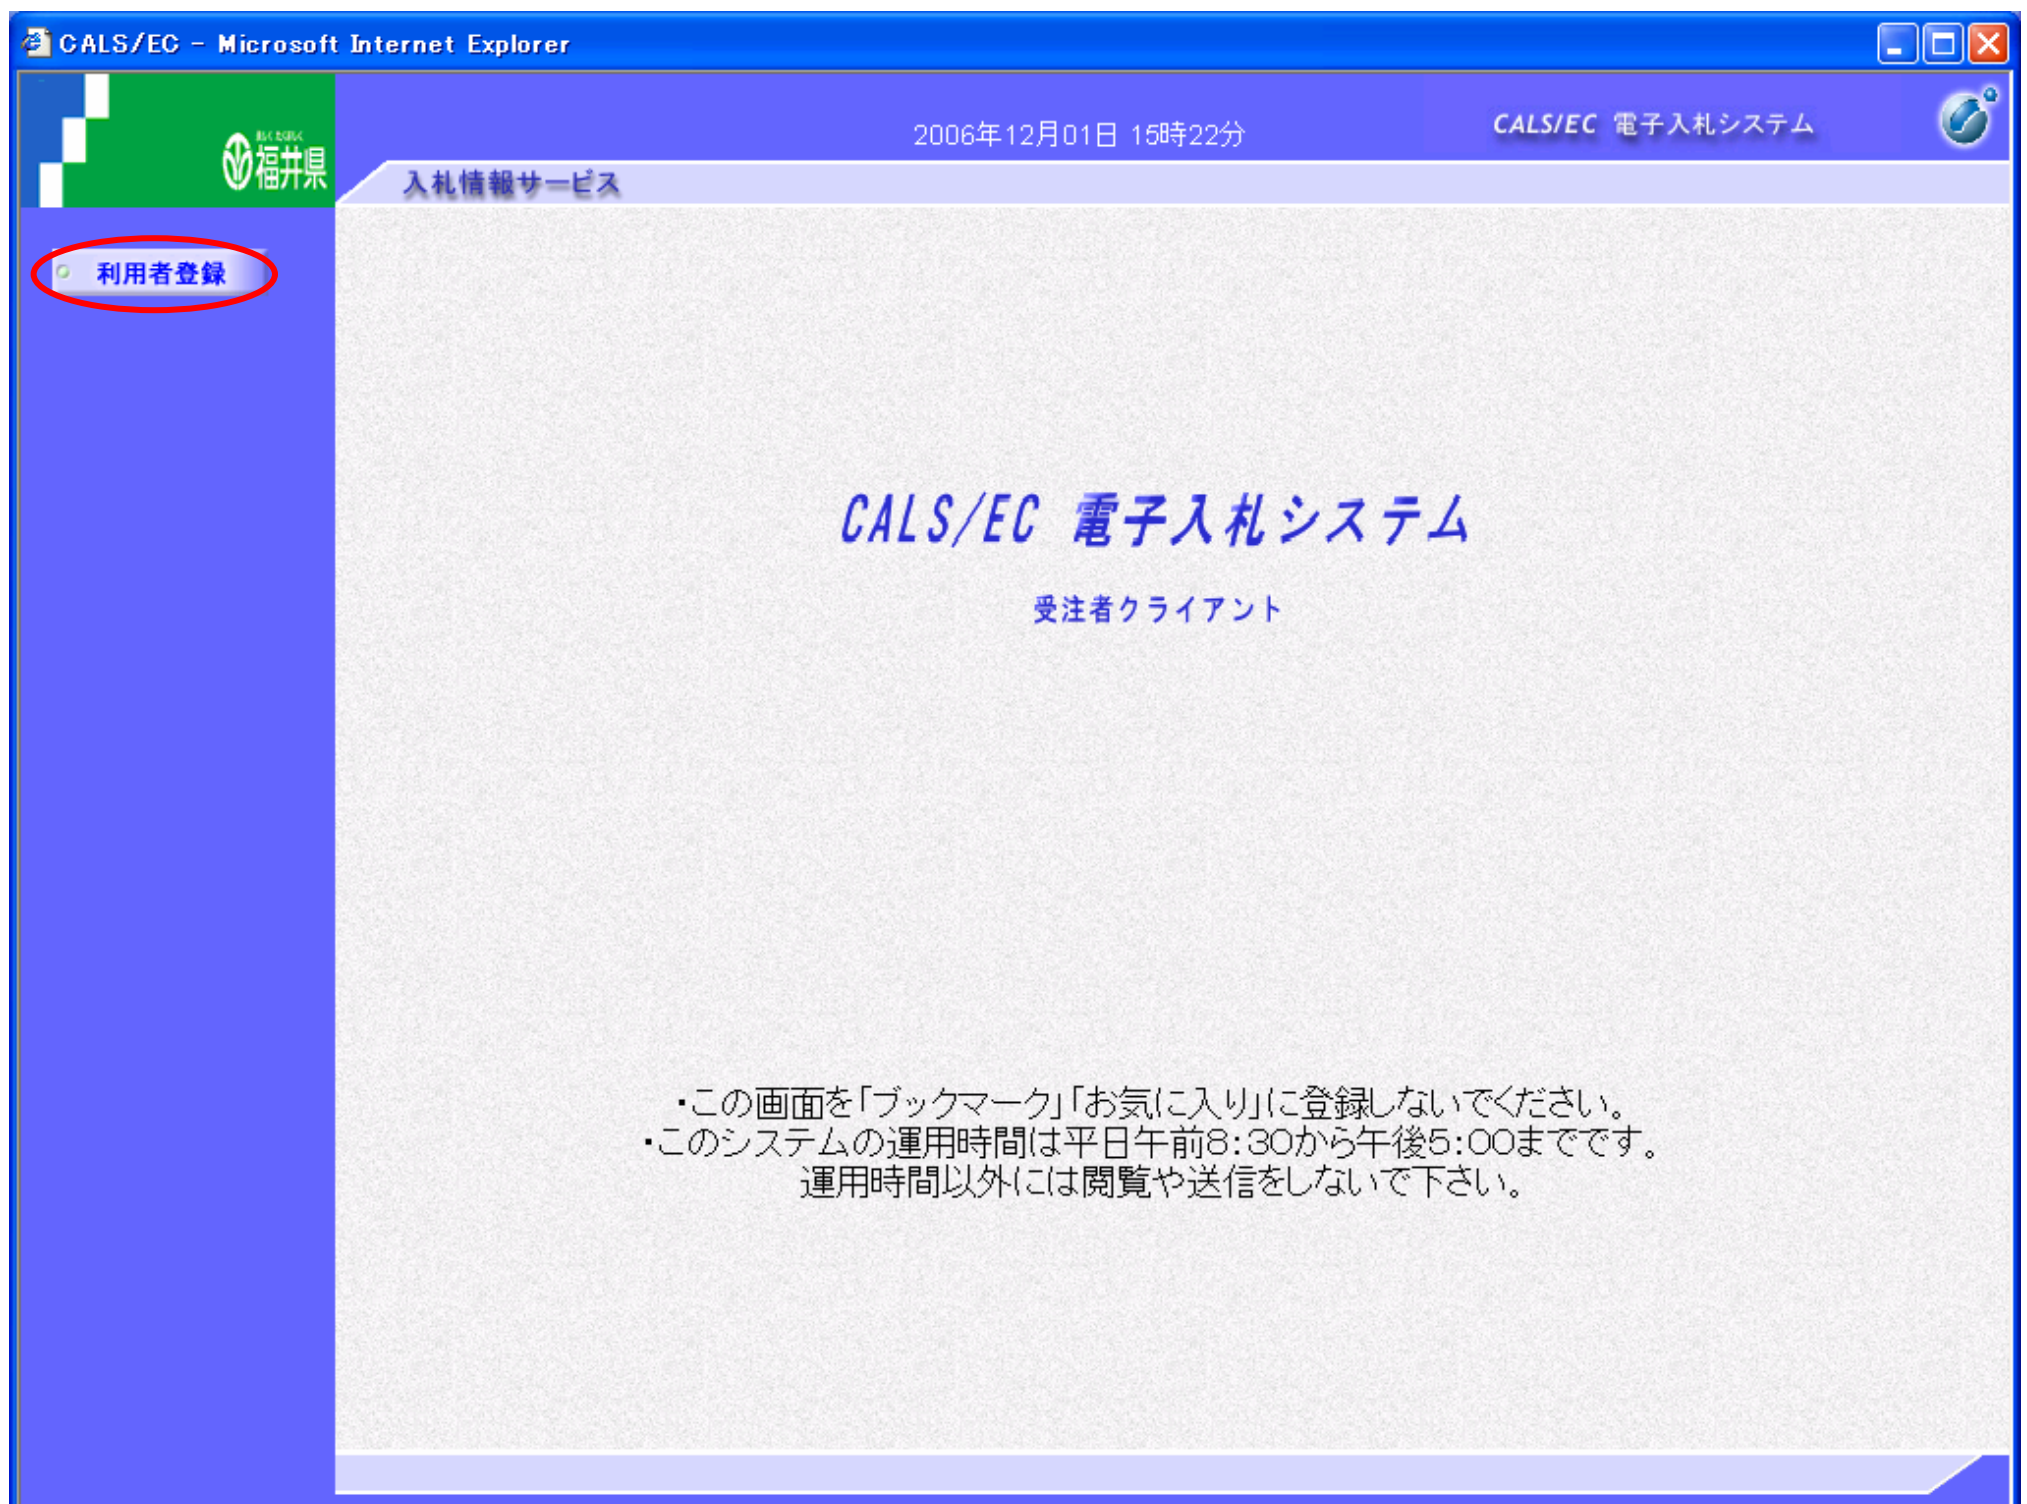 CALS/EC - Microsoft Internet Explorer
福井県
2006年12月01日 15時22分
CALS/EC 電子入札システム
入札情報サービス
利用者登録
CALS/EC 電子入札システム
受注者クライアント
・この画面を「ブックマーク」「お気に入り」に登録しないでください。
・このシステムの運用時間は平日午前8:30から午後5:00までです。
運用時間以外には閲覧や送信をしないで下さい。